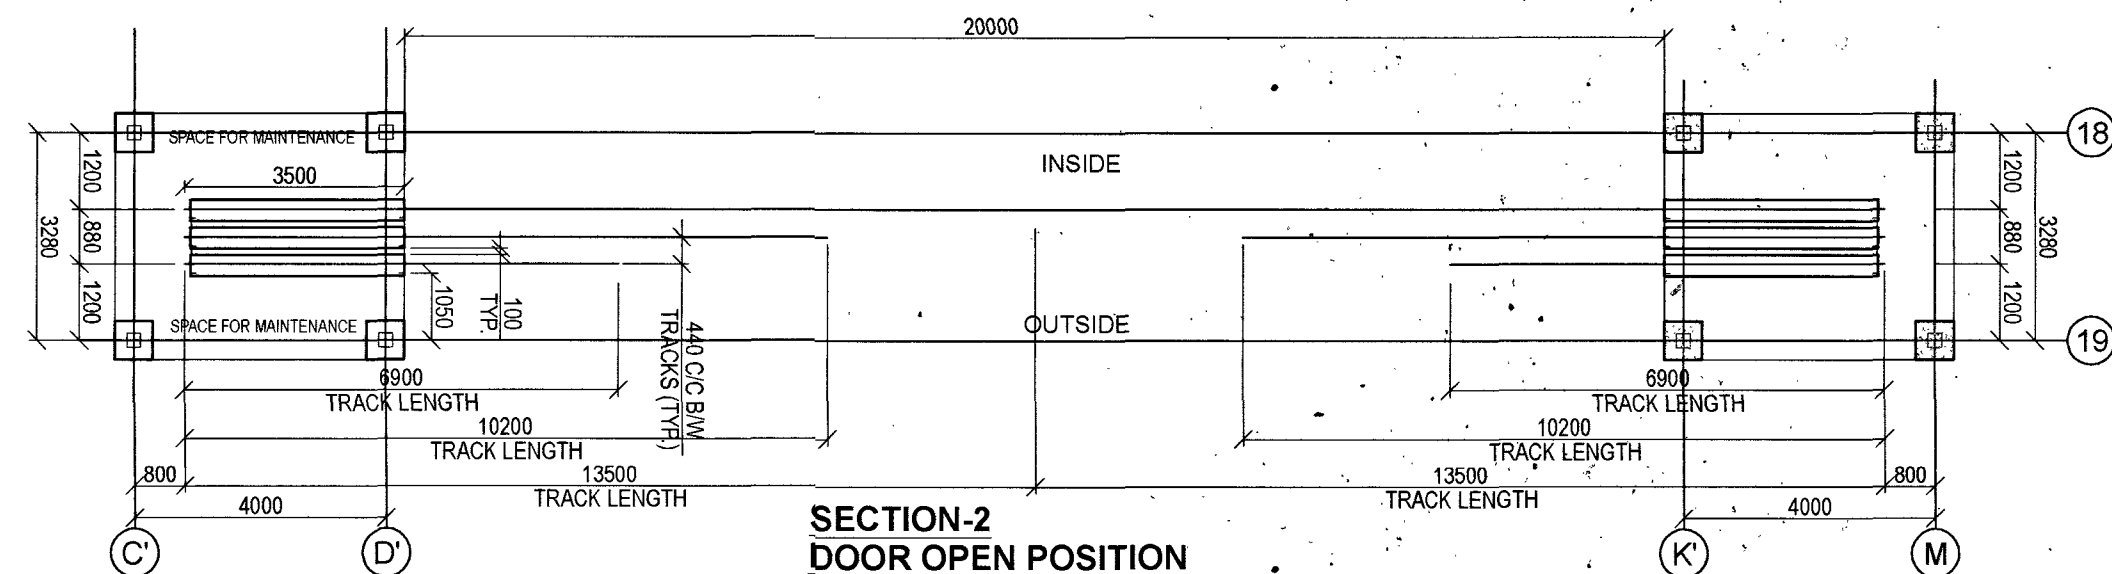 20000
18
SPACE FOR MAINTENANCE
INSIDE
1200
3500
1200
3280
880
880
3280
1200
1050
100
TYP.
1200
SPACE FOR MAINTENANCE
OUTSIDE
440 C/C B/W
TRACKS (TYP.)
19
6900
TRACK LENGTH
6900
TRACK LENGTH
10200
TRACK LENGTH
10200
TRACK LENGTH
800
13500
TRACK LENGTH
13500
TRACK LENGTH
800
4000
4000
SECTION-2
DOOR OPEN POSITION
C'
D'
K'
M